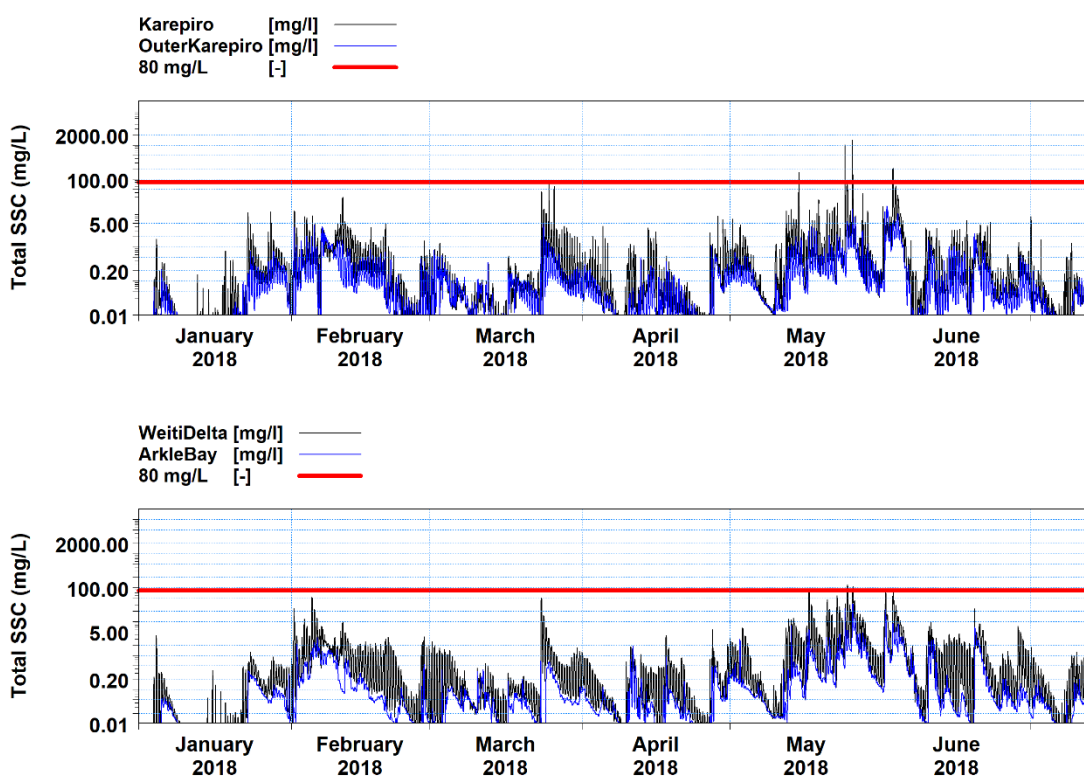 Karepiro [mg/l]
OuterKarepiro [mg/l]
80 mg/L [-]
Total SSC (mg/L)
2000.00
100.00
5.00
0.20
0.01
January February March April May June
2018 2018 2018 2018 2018 2018
WeitiDelta [mg/l]
ArkleBay [mg/l]
80 mg/L [-]
Total SSC (mg/L)
2000.00
100.00
5.00
0.20
0.01
January February March April May June
2018 2018 2018 2018 2018 2018